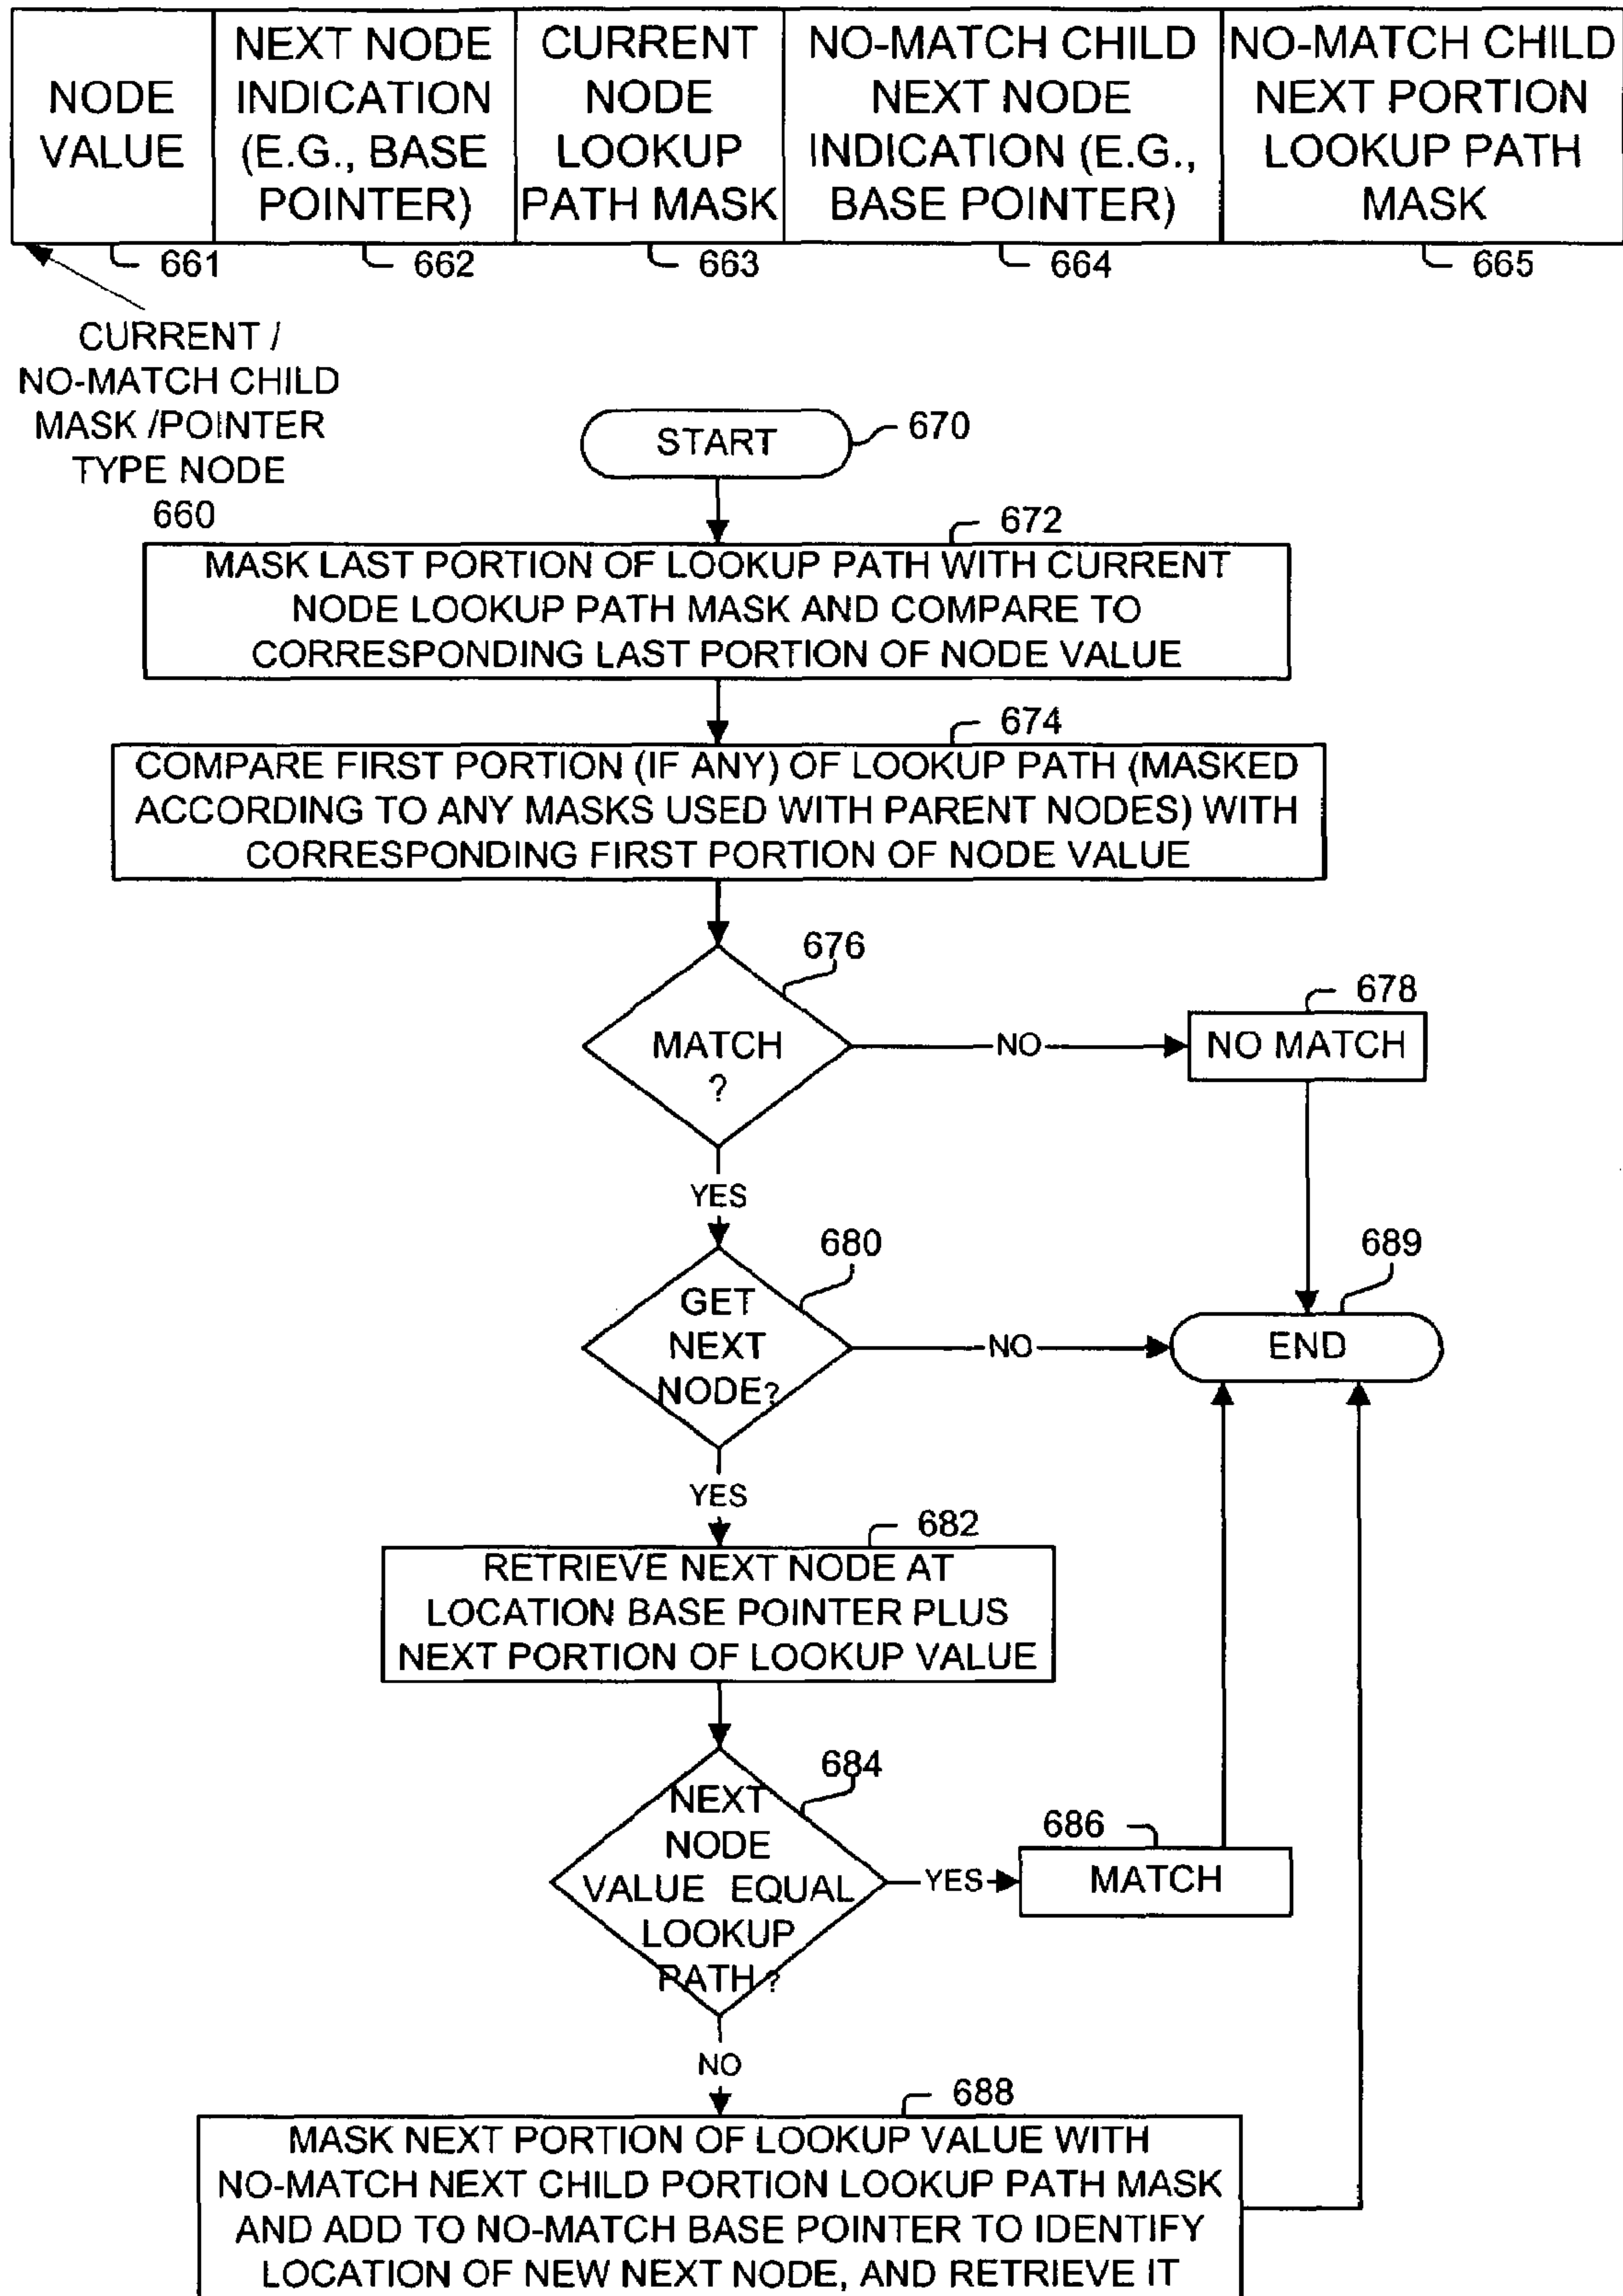 NODE
VALUE
NEXT NODE
INDICATION
(E.G., BASE
POINTER)
CURRENT
NODE
LOOKUP
PATH MASK
NO-MATCH CHILD
NEXT NODE
INDICATION (E.G.,
BASE POINTER)
NO-MATCH CHILD
NEXT PORTION
LOOKUP PATH
MASK
661
662
663
664
665
CURRENT /
NO-MATCH CHILD
MASK /POINTER
TYPE NODE
660
START
670
672
MASK LAST PORTION OF LOOKUP PATH WITH CURRENT
NODE LOOKUP PATH MASK AND COMPARE TO
CORRESPONDING LAST PORTION OF NODE VALUE
674
COMPARE FIRST PORTION (IF ANY) OF LOOKUP PATH (MASKED
ACCORDING TO ANY MASKS USED WITH PARENT NODES) WITH
CORRESPONDING FIRST PORTION OF NODE VALUE
676
MATCH
?
NO
678
NO MATCH
YES
680
GET
NEXT
NODE?
NO
689
END
YES
682
RETRIEVE NEXT NODE AT
LOCATION BASE POINTER PLUS
NEXT PORTION OF LOOKUP VALUE
684
NEXT
NODE
VALUE EQUAL
LOOKUP
PATH ?
YES
686
MATCH
NO
688
MASK NEXT PORTION OF LOOKUP VALUE WITH
NO-MATCH NEXT CHILD PORTION LOOKUP PATH MASK
AND ADD TO NO-MATCH BASE POINTER TO IDENTIFY
LOCATION OF NEW NEXT NODE, AND RETRIEVE IT